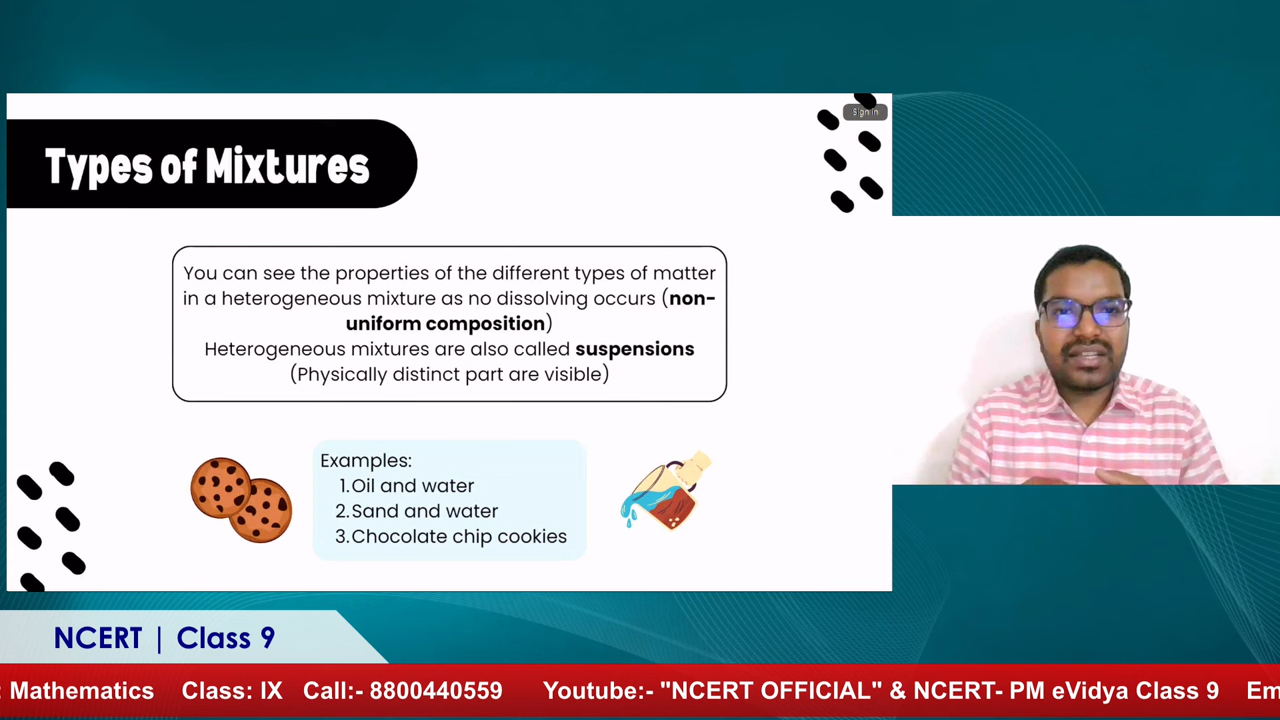 Sign in
Types of Mixtures
You can see the properties of the different types of matter
in a heterogeneous mixture as no dissolving occurs (non-
uniform composition)
Heterogeneous mixtures are also called suspensions
(Physically distinct part are visible)
Examples:
1.Oil and water
2.Sand and water
3.Chocolate chip cookies
NCERT | Class 9
: Mathematics Class: IX Call:- 8800440559 Youtube:- "NCERT OFFICIAL" & NCERT- PM eVidya Class 9 Em